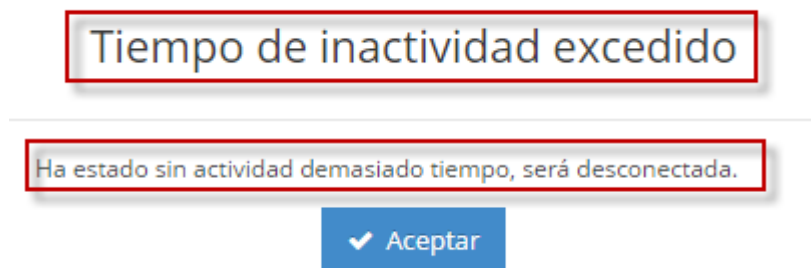 Tiempo de inactividad excedido
Ha estado sin actividad demasiado tiempo, será desconectada.
Aceptar